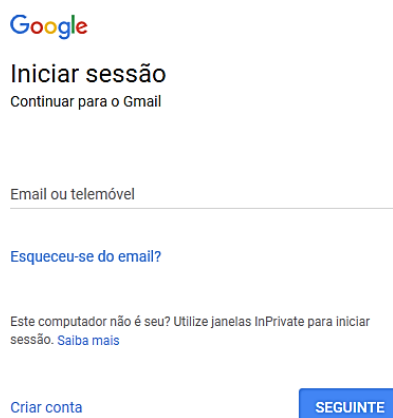 Google
Iniciar sessão
Continuar para o Gmail
Email ou telemóvel
Esqueceu-se do email?
Este computador não é seu? Utilize janelas InPrivate para iniciar
sessão. Saiba mais
Criar conta
SEGUINTE